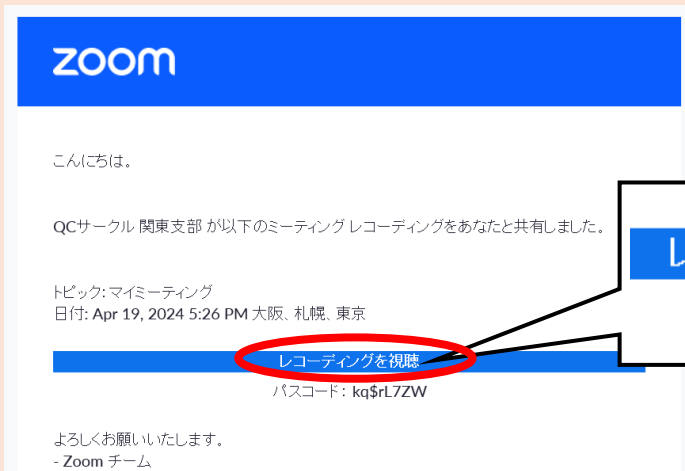 zoom
こんにちは。
QCサークル 関東支部 が以下のミーティング レコーディングをあなたと共有しました。
トピック: マイミーティング
日付: Apr 19, 2024 5:26 PM 大阪、札幌、東京
レコーディングを視聴
パスコード: kq$rL7ZW
よろしくお願いいたします。
- Zoom チーム
レ